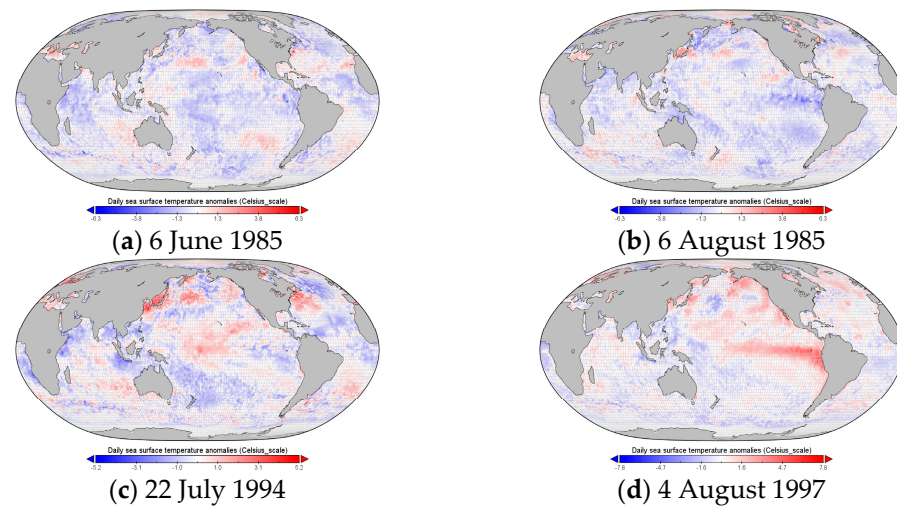 Daily sea surface temperature anomalies (Celsius_scale)
-6.3 -3.8 -1.3 1.3 3.8 6.3
(a) 6 June 1985
Daily sea surface temperature anomalies (Celsius_scale)
-6.3 -3.8 -1.3 1.3 3.8 6.3
(b) 6 August 1985
Daily sea surface temperature anomalies (Celsius_scale)
-5.2 -3.1 -1.0 1.0 3.1 5.2
(c) 22 July 1994
Daily sea surface temperature anomalies (Celsius_scale)
-7.8 -4.7 -1.6 1.6 4.7 7.8
(d) 4 August 1997